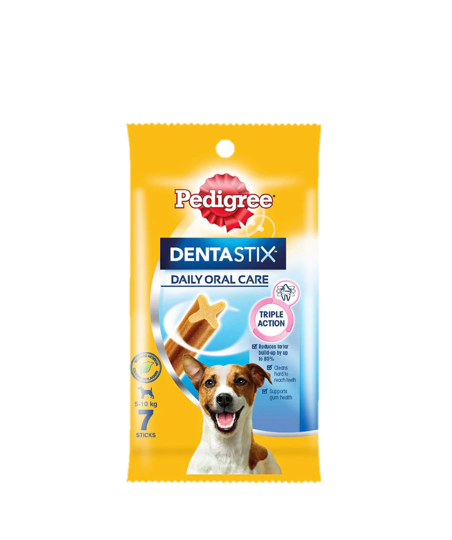 Pedigree
DENTASTIX
DAILY ORAL CARE
TRIPLE
ACTION
Reduces tartar
build-up by up
to 80%
Cleans
hard to
reach teeth
Supports
gum health
5-10 kg
7
STICKS